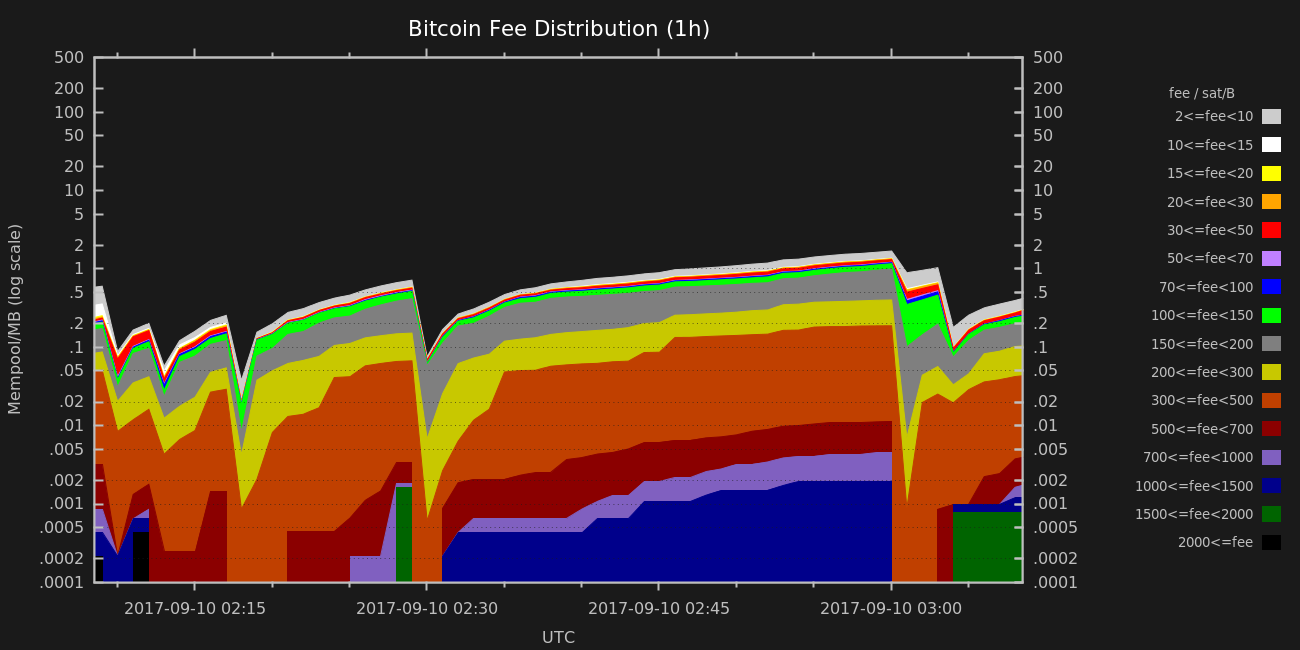 Bitcoin Fee Distribution (1h)
500 500
200 200
100 100
50 50
20 20
10 10
5 5
2 2
1 1
.5 .5
.2 .2
.1 .1
.05 .05
.02 .02
.01 .01
.005 .005
.002 .002
.001 .001
.0005 .0005
.0002 .0002
.0001 .0001
Mempool/MB (log scale)
2017-09-10 02:15 2017-09-10 02:30 2017-09-10 02:45 2017-09-10 03:00
UTC
fee / sat/B
2<=fee<10
10<=fee<15
15<=fee<20
20<=fee<30
30<=fee<50
50<=fee<70
70<=fee<100
100<=fee<150
150<=fee<200
200<=fee<300
300<=fee<500
500<=fee<700
700<=fee<1000
1000<=fee<1500
1500<=fee<2000
2000<=fee